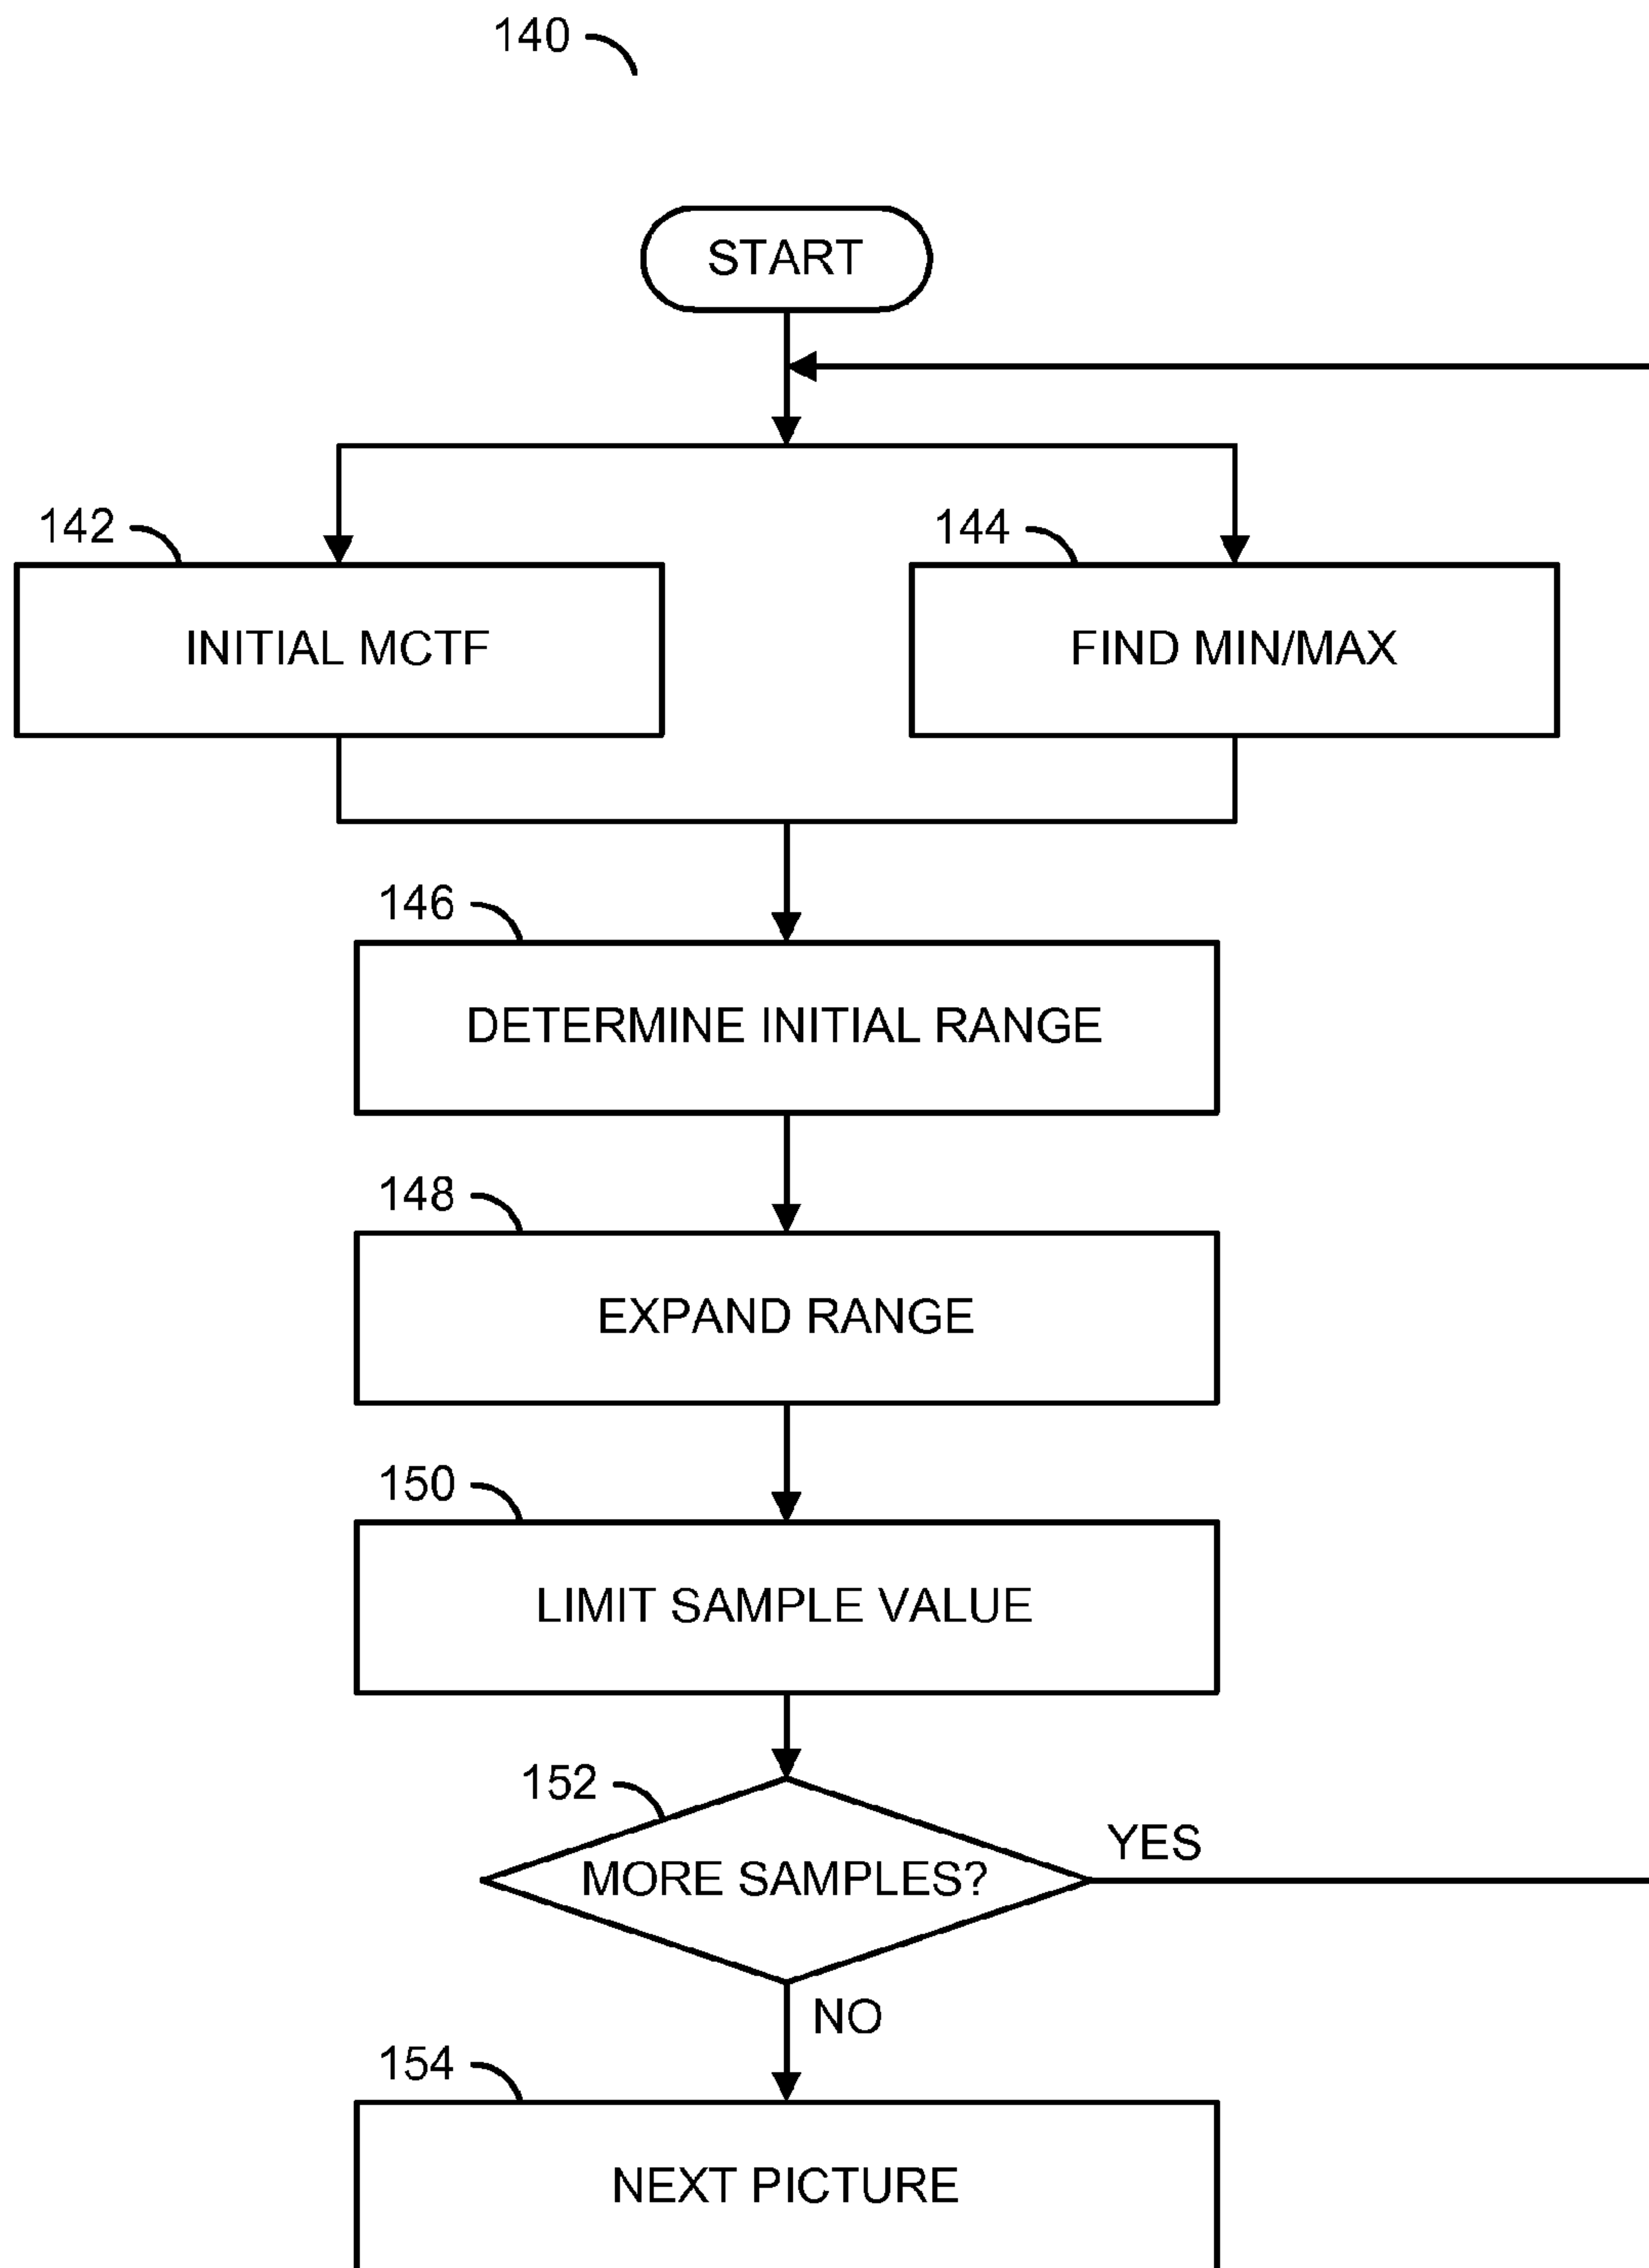 140
START
142
144
INITIAL MCTF
FIND MIN/MAX
146
DETERMINE INITIAL RANGE
148
EXPAND RANGE
150
LIMIT SAMPLE VALUE
152
YES
MORE SAMPLES?
NO
154
NEXT PICTURE